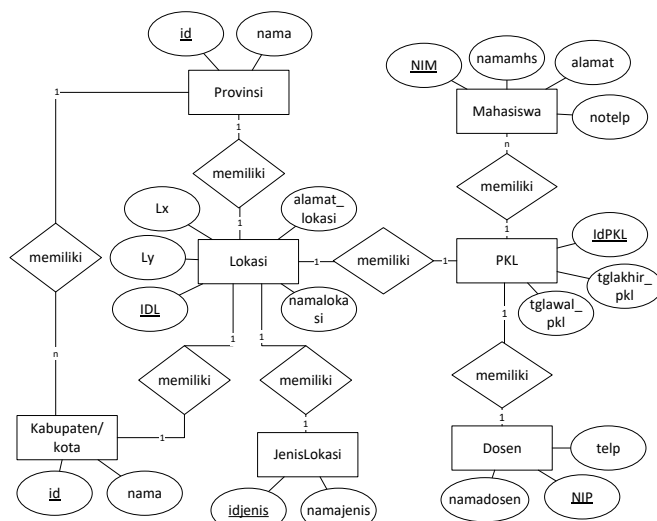 id
nama
Provinsi
1
1
memiliki
1
memiliki
n
NIM
namamhs
alamat
notelp
Mahasiswa
n
memiliki
1
Lx
alamat_
lokasi
Ly
Lokasi
IDL
namaloka
si
1
memiliki
1
PKL
IdPKL
tglakhir_
pkl
tglawal_
pkl
1
memiliki
1
1
memiliki
1
1
memiliki
1
Kabupaten/
kota
id
nama
JenisLokasi
idjenis
namajenis
Dosen
telp
namadosen
NIP